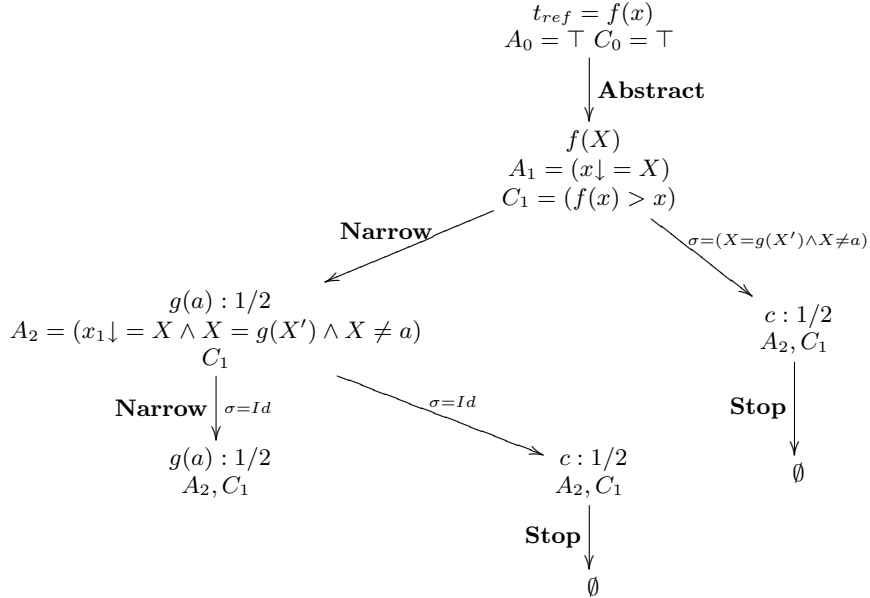 t_{ref} = f(x)
A_0 = ⊤ C_0 = ⊤
Abstract
f(X)
A_1 = (x↓ = X)
C_1 = (f(x) > x)
Narrow
σ=(X=g(X′)∧X≠a)
g(a) : 1/2
A_2 = (x_1↓ = X ∧ X = g(X′) ∧ X ≠ a)
C_1
c : 1/2
A_2, C_1
Narrow σ=Id
σ=Id
Stop
g(a) : 1/2
A_2, C_1
c : 1/2
A_2, C_1
∅
Stop
∅